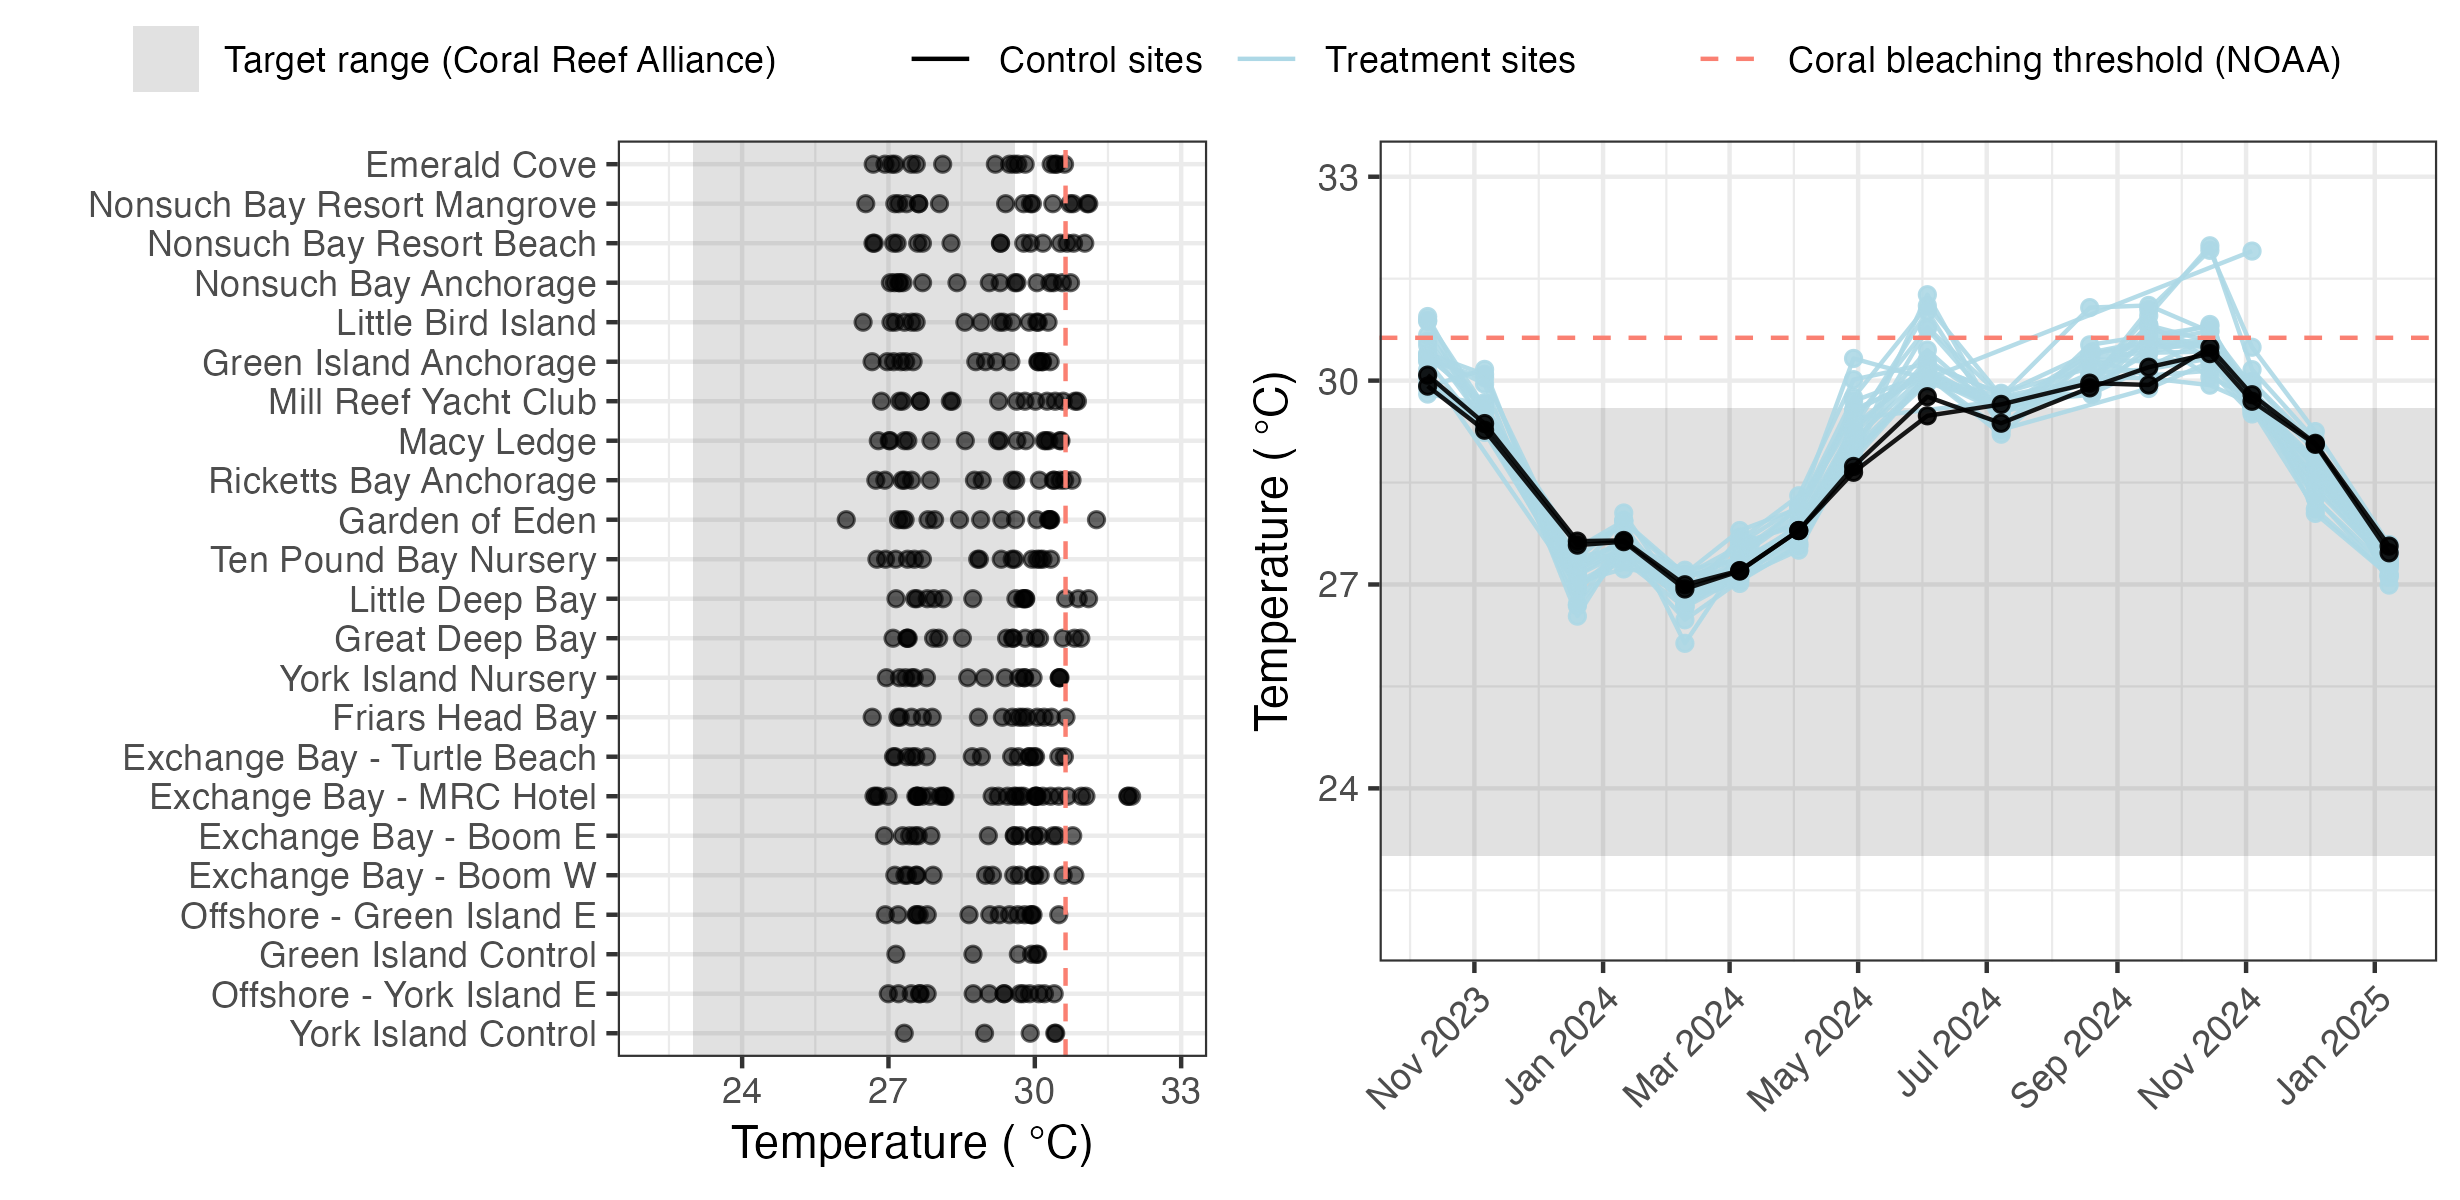 Target range (Coral Reef Alliance) Control sites Treatment sites Coral bleaching threshold (NOAA)
Emerald Cove
Nonsuch Bay Resort Mangrove
Nonsuch Bay Resort Beach
Nonsuch Bay Anchorage
Little Bird Island
Green Island Anchorage
Mill Reef Yacht Club
Macy Ledge
Ricketts Bay Anchorage
Garden of Eden
Ten Pound Bay Nursery
Little Deep Bay
Great Deep Bay
York Island Nursery
Friars Head Bay
Exchange Bay - Turtle Beach
Exchange Bay - MRC Hotel
Exchange Bay - Boom E
Exchange Bay - Boom W
Offshore - Green Island E
Green Island Control
Offshore - York Island E
York Island Control
24 27 30 33
Temperature ( °C)
Temperature ( °C)
33
30
27
24
Nov 2023
Jan 2024
Mar 2024
May 2024
Jul 2024
Sep 2024
Nov 2024
Jan 2025